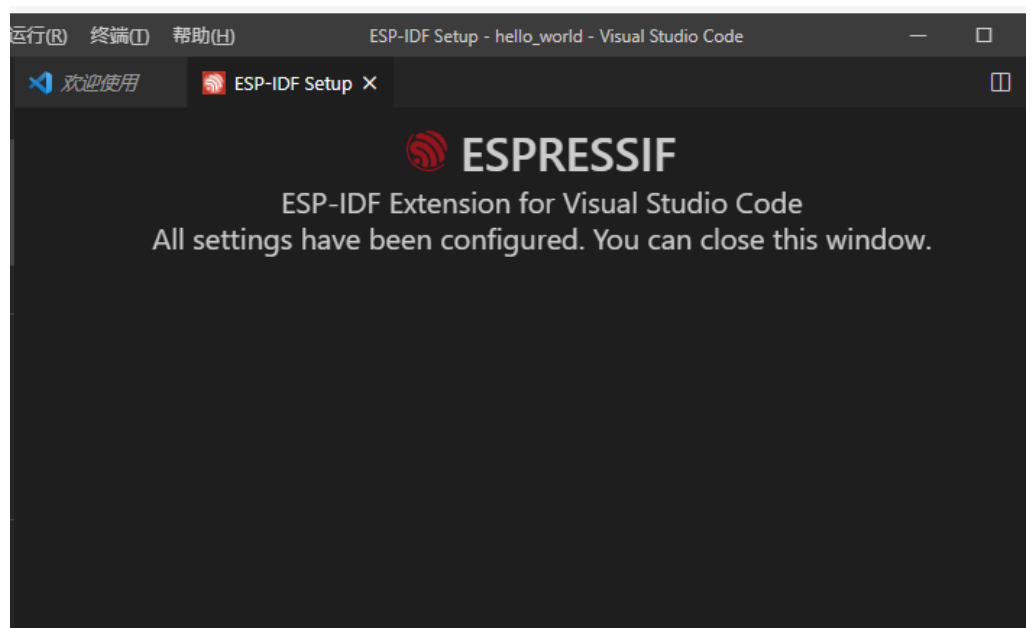 运行(R) 终端(T) 帮助(H) ESP-IDF Setup - hello_world - Visual Studio Code
欢迎使用 ESP-IDF Setup
ESPRESSIF
ESP-IDF Extension for Visual Studio Code
All settings have been configured. You can close this window.